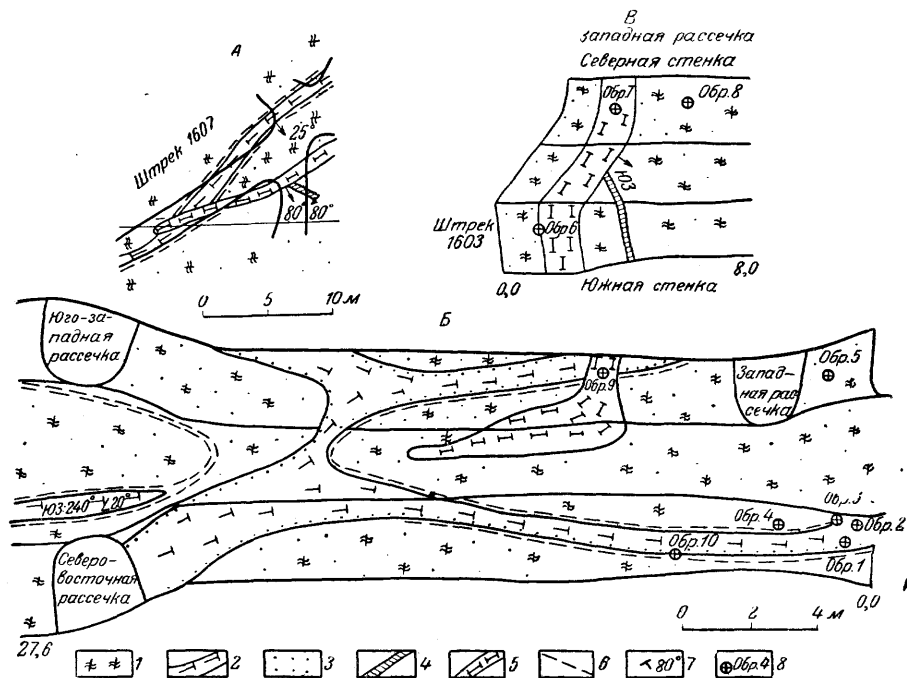 А
Штрек 1607
25°
80°
80°
0 5 10 м
В
западная рассечка
Северная стенка
Обр.7
Обр.8
ЮЗ
Штрек
1603
Обр6
8,0
0,0
Южная стенка
Б
Юго-за-
падная
рассечка
Обр.9
Запад-
ная рас-
сечка
Обр.5
ЮЗ-240° 20°
Обр.3
Обр.4
Обр.2
Обр.10
Обр.1
Северо-
восточная
рассечка
0,0
27,6
0 2 4 м
1 2 3 4 5 6 80° 7 Обр.4 8